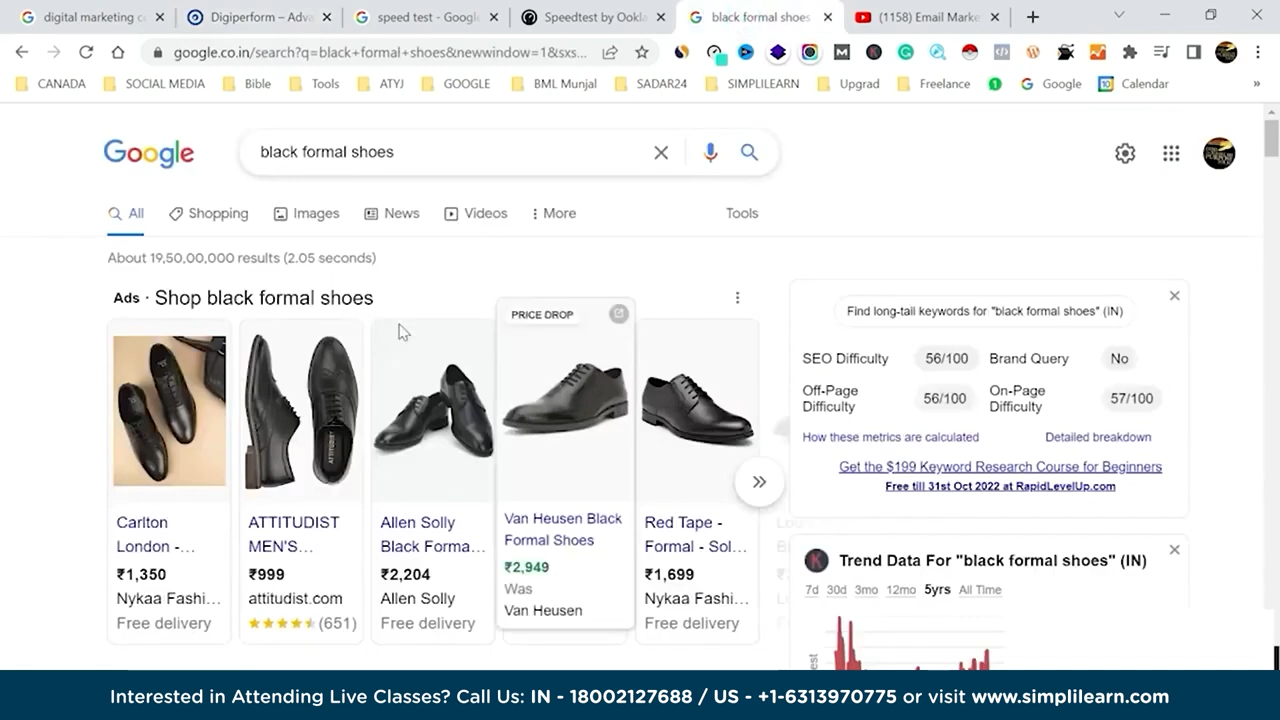 digital marketing c
Digiperform – Adva
speed test - Google
Speedtest by Ookla
black formal shoes
(1158) Email Marke
google.co.in/search?q=black+formal+shoes&newwindow=1&sxs...
CANADA
SOCIAL MEDIA
Bible
Tools
ATYJ
GOOGLE
BML Munjal
SADAR24
SIMPLILEARN
Upgrad
Freelance
Google
Calendar
Google
black formal shoes
All
Shopping
Images
News
Videos
More
Tools
About 19,50,00,000 results (2.05 seconds)
Ads · Shop black formal shoes
Carlton
London -...
₹1,350
Nykaa Fashi...
Free delivery
ATTITUDIST
MEN'S...
₹999
attitudist.com
(651)
Allen Solly
Black Forma...
₹2,204
Allen Solly
Free delivery
PRICE DROP
Van Heusen Black
Formal Shoes
₹2,949
Was
Van Heusen
Red Tape -
Formal - Sol...
₹1,699
Nykaa Fashi...
Free delivery
Find long-tail keywords for "black formal shoes" (IN)
SEO Difficulty 56/100 Brand Query No
Off-Page Difficulty 56/100 On-Page Difficulty 57/100
How these metrics are calculated Detailed breakdown
Get the $199 Keyword Research Course for Beginners
Free till 31st Oct 2022 at RapidLevelUp.com
Trend Data For "black formal shoes" (IN)
7d 30d 3mo 12mo 5yrs All Time
Interested in Attending Live Classes? Call Us: IN - 18002127688 / US - +1-6313970775 or visit www.simplilearn.com